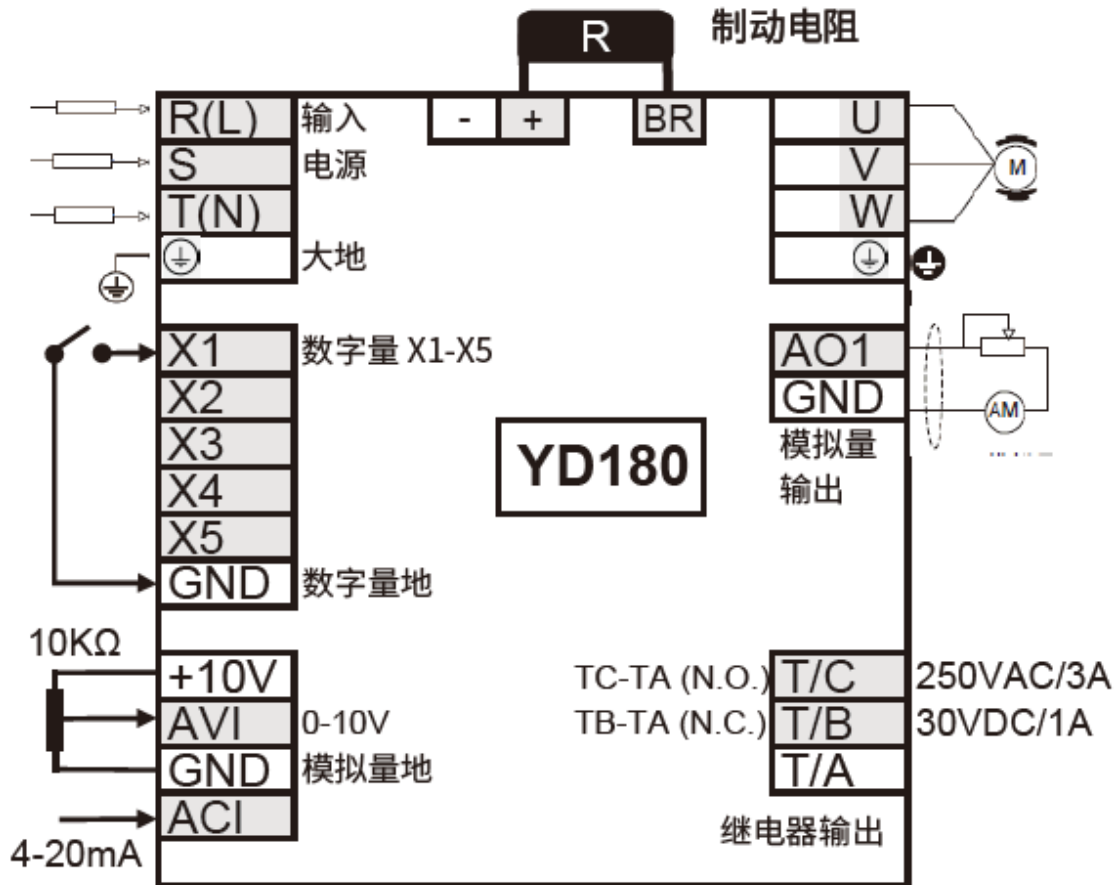 R
制动电阻
R(L)
输入
S
电源
T(N)
大地
-
+
BR
U
V
W
M
X1
数字量 X1-X5
X2
X3
X4
X5
GND
数字量地
AO1
GND
AM
模拟量
输出
YD180
10KΩ
+10V
AVI
0-10V
GND
模拟量地
ACI
4-20mA
TC-TA (N.O.)
T/C
250VAC/3A
TB-TA (N.C.)
T/B
30VDC/1A
T/A
继电器输出